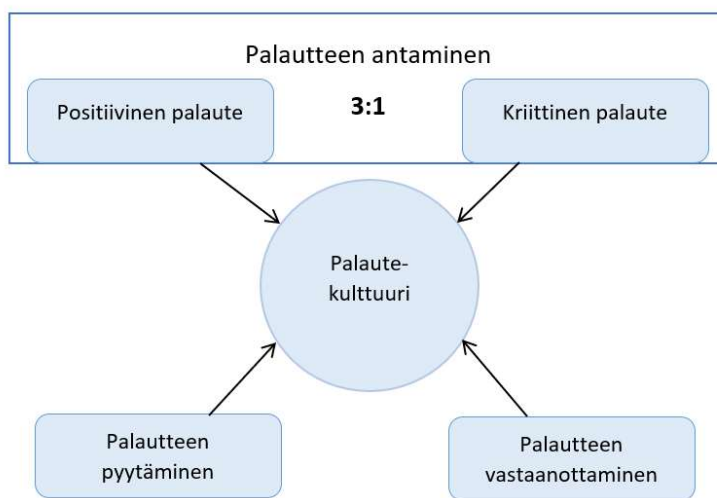 Palautteen antaminen
Positiivinen palaute
3:1
Kriittinen palaute
Palaute-
kulttuuri
Palautteen
pyytäminen
Palautteen
vastaanottaminen